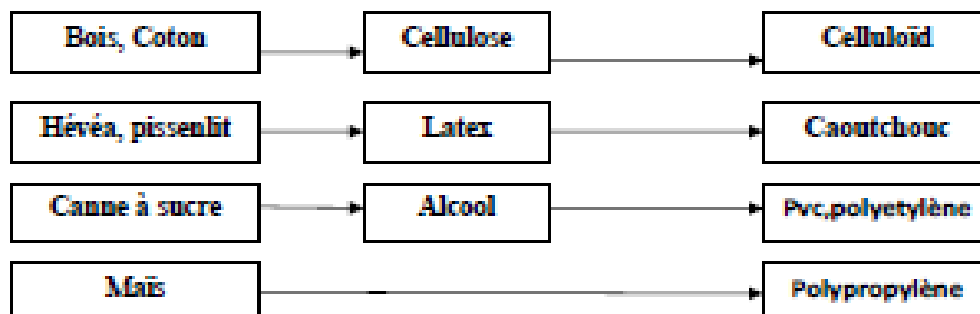 Bois, Coton Cellulose Celluloïd
Hévéa, pissenlit Latex Caoutchouc
Canne à sucre Alcool Pvc,polyetylène
Maïs Polypropylène